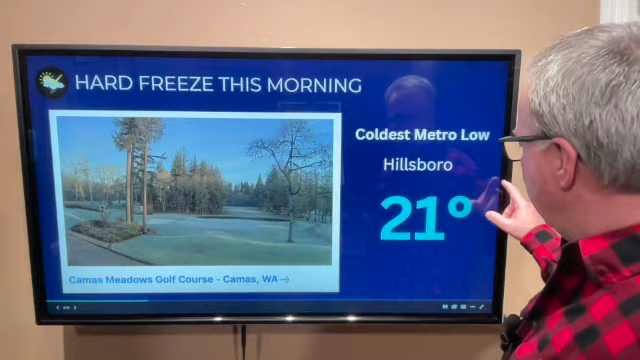 HARD FREEZE THIS MORNING
Coldest Metro Low
Hillsboro
21°
Camas Meadows Golf Course - Camas, WA→